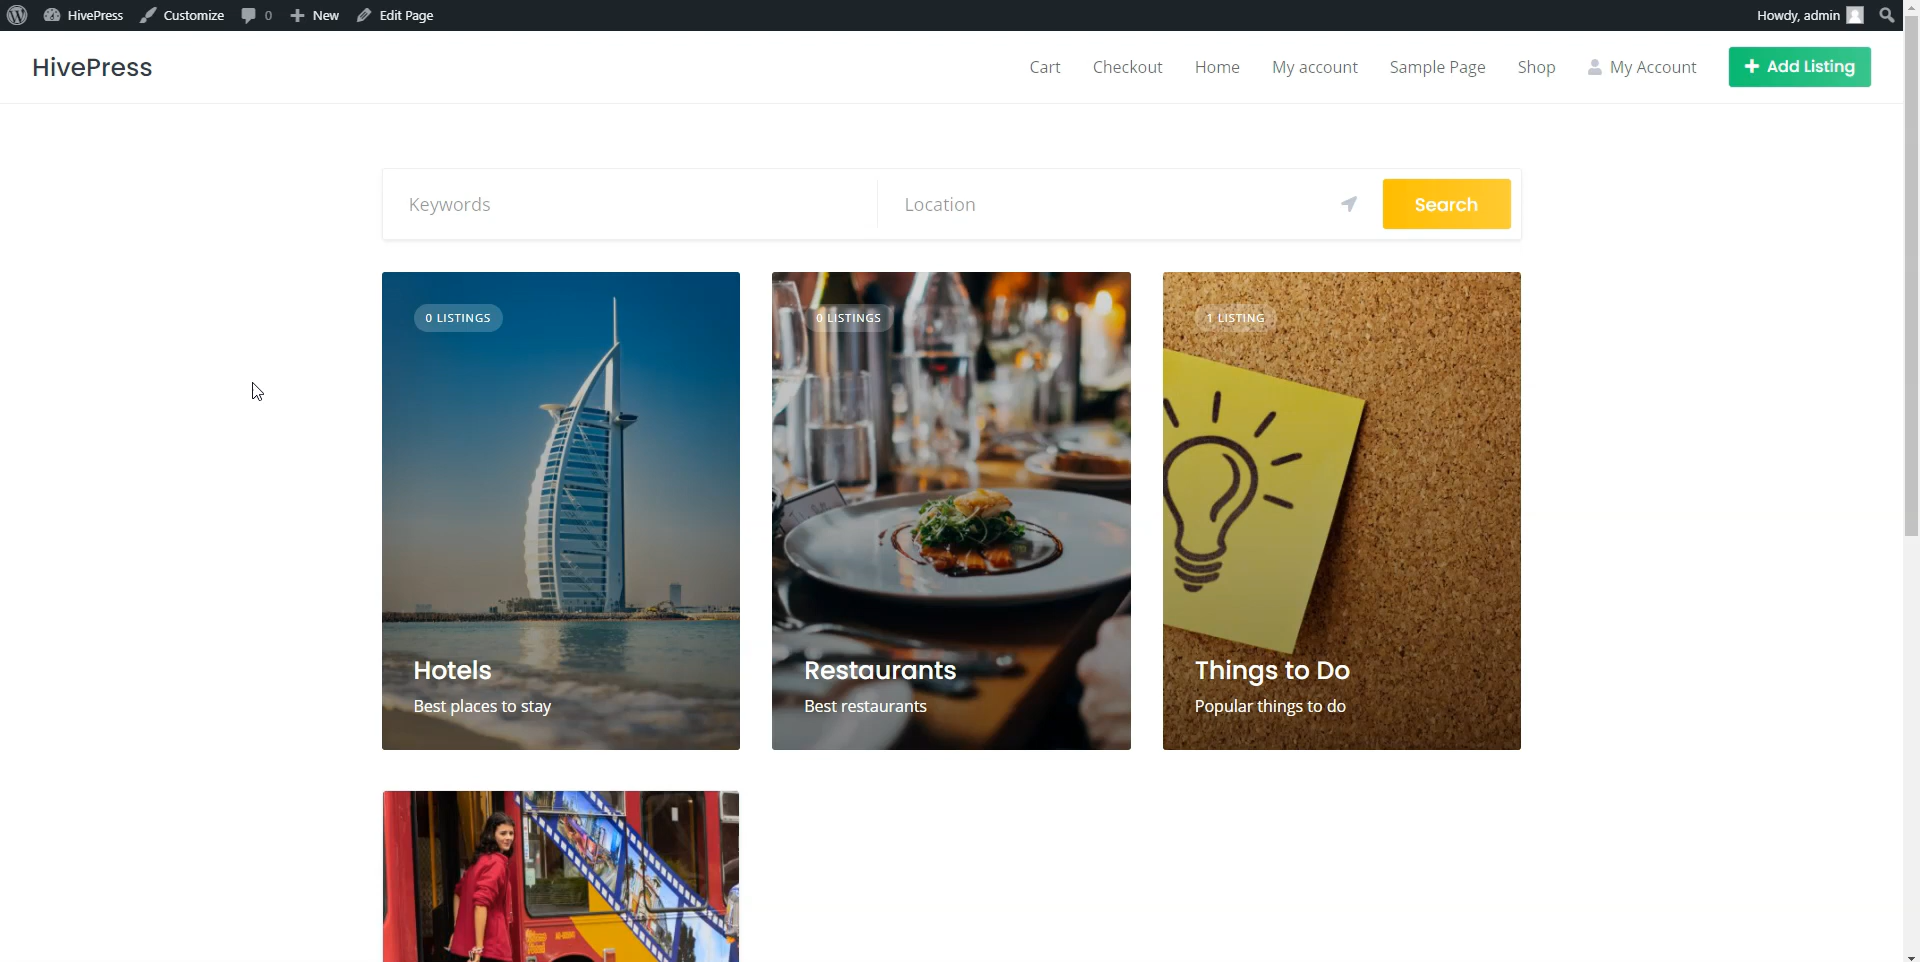 HivePress Customize 0 New Edit Page Howdy, admin
HivePress Cart Checkout Home My account Sample Page Shop My Account Add Listing
Keywords Location Search
0 LISTINGS 0 LISTINGS 1 LISTING
Hotels Restaurants Things to Do
Best places to stay Best restaurants Popular things to do